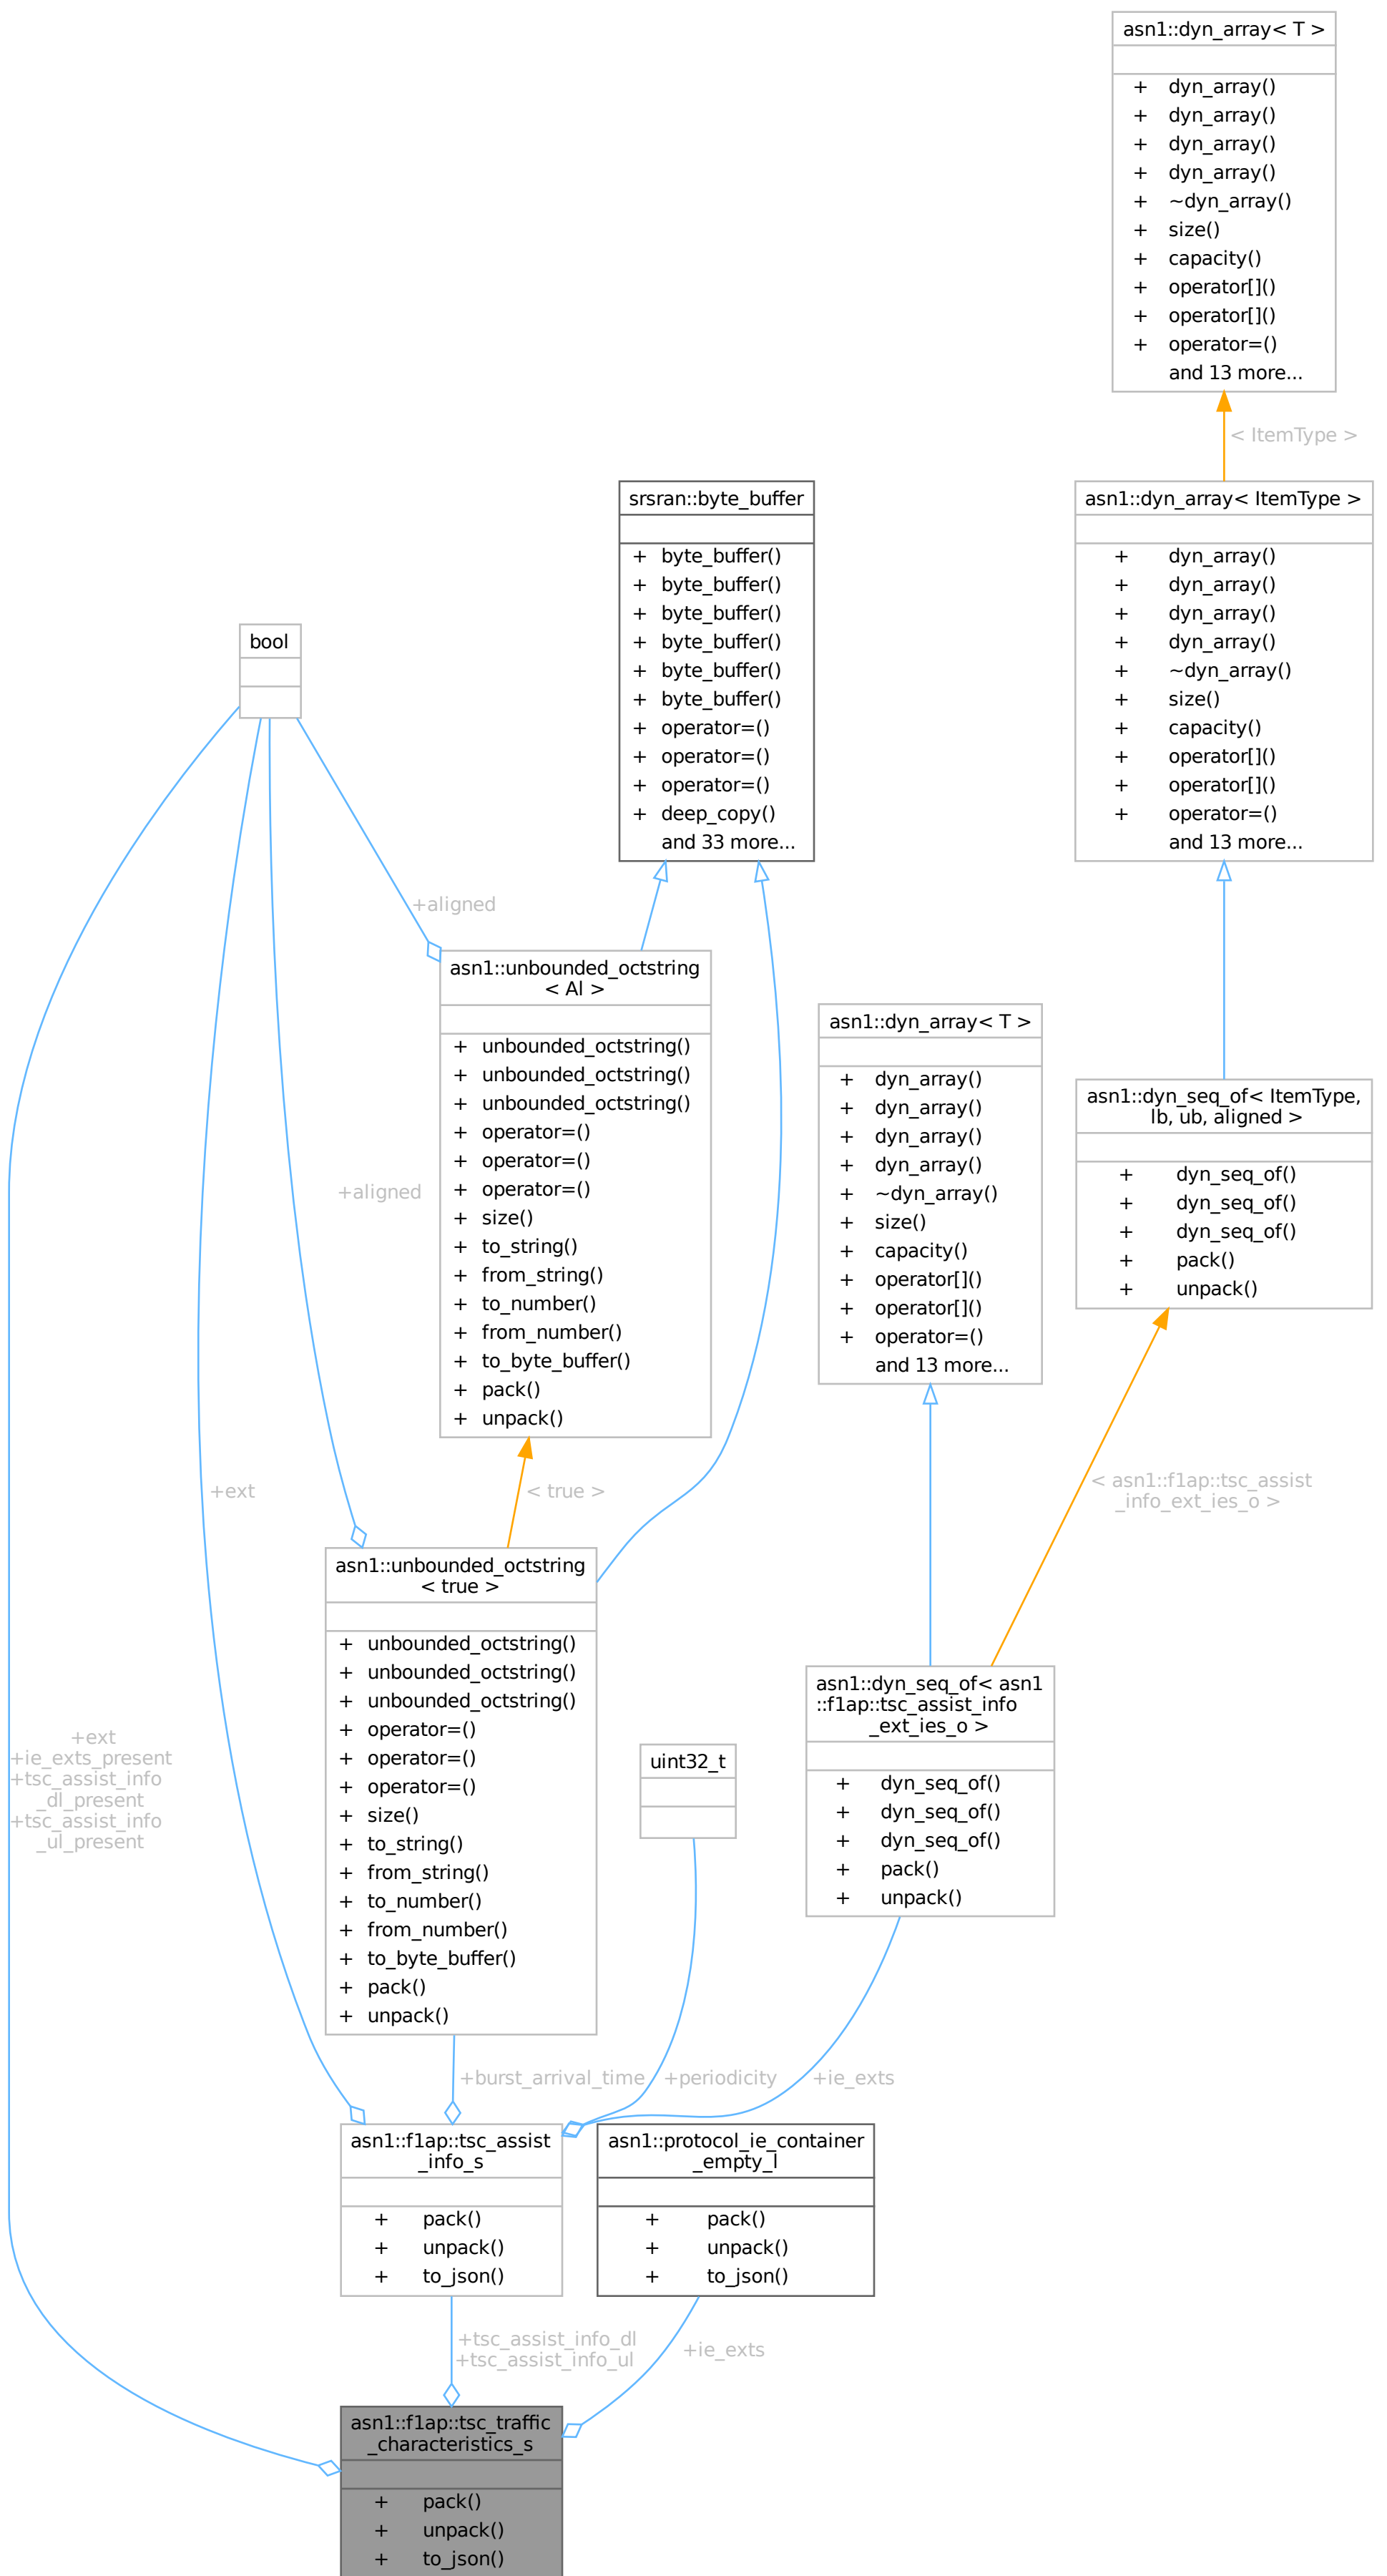 asn1::dyn_array< T >
+ dyn_array()
+ dyn_array()
+ dyn_array()
+ dyn_array()
+ ~dyn_array()
+ size()
+ capacity()
+ operator[]()
+ operator[]()
+ operator=()
and 13 more...
< ItemType >
asn1::dyn_array< ItemType >
+ dyn_array()
+ dyn_array()
+ dyn_array()
+ dyn_array()
+ ~dyn_array()
+ size()
+ capacity()
+ operator[]()
+ operator[]()
+ operator=()
and 13 more...
srsran::byte_buffer
+ byte_buffer()
+ byte_buffer()
+ byte_buffer()
+ byte_buffer()
+ byte_buffer()
+ byte_buffer()
+ operator=()
+ operator=()
+ operator=()
+ deep_copy()
and 33 more...
bool
+aligned
asn1::unbounded_octstring
< Al >
+ unbounded_octstring()
+ unbounded_octstring()
+ unbounded_octstring()
+ operator=()
+ operator=()
+ operator=()
+ size()
+ to_string()
+ from_string()
+ to_number()
+ from_number()
+ to_byte_buffer()
+ pack()
+ unpack()
asn1::dyn_array< T >
+ dyn_array()
+ dyn_array()
+ dyn_array()
+ dyn_array()
+ ~dyn_array()
+ size()
+ capacity()
+ operator[]()
+ operator[]()
+ operator=()
and 13 more...
asn1::dyn_seq_of< ItemType,
lb, ub, aligned >
+ dyn_seq_of()
+ dyn_seq_of()
+ dyn_seq_of()
+ pack()
+ unpack()
+aligned
+ext
< true >
< asn1::f1ap::tsc_assist
_info_ext_ies_o >
asn1::unbounded_octstring
< true >
+ unbounded_octstring()
+ unbounded_octstring()
+ unbounded_octstring()
+ operator=()
+ operator=()
+ operator=()
+ size()
+ to_string()
+ from_string()
+ to_number()
+ from_number()
+ to_byte_buffer()
+ pack()
+ unpack()
asn1::dyn_seq_of< asn1
::f1ap::tsc_assist_info
_ext_ies_o >
+ dyn_seq_of()
+ dyn_seq_of()
+ dyn_seq_of()
+ pack()
+ unpack()
uint32_t
+ext
+ie_exts_present
+tsc_assist_info
_dl_present
+tsc_assist_info
_ul_present
+burst_arrival_time
+periodicity
+ie_exts
asn1::f1ap::tsc_assist
_info_s
+ pack()
+ unpack()
+ to_json()
asn1::protocol_ie_container
_empty_l
+ pack()
+ unpack()
+ to_json()
+tsc_assist_info_dl
+tsc_assist_info_ul
+ie_exts
asn1::f1ap::tsc_traffic
_characteristics_s
+ pack()
+ unpack()
+ to_json()